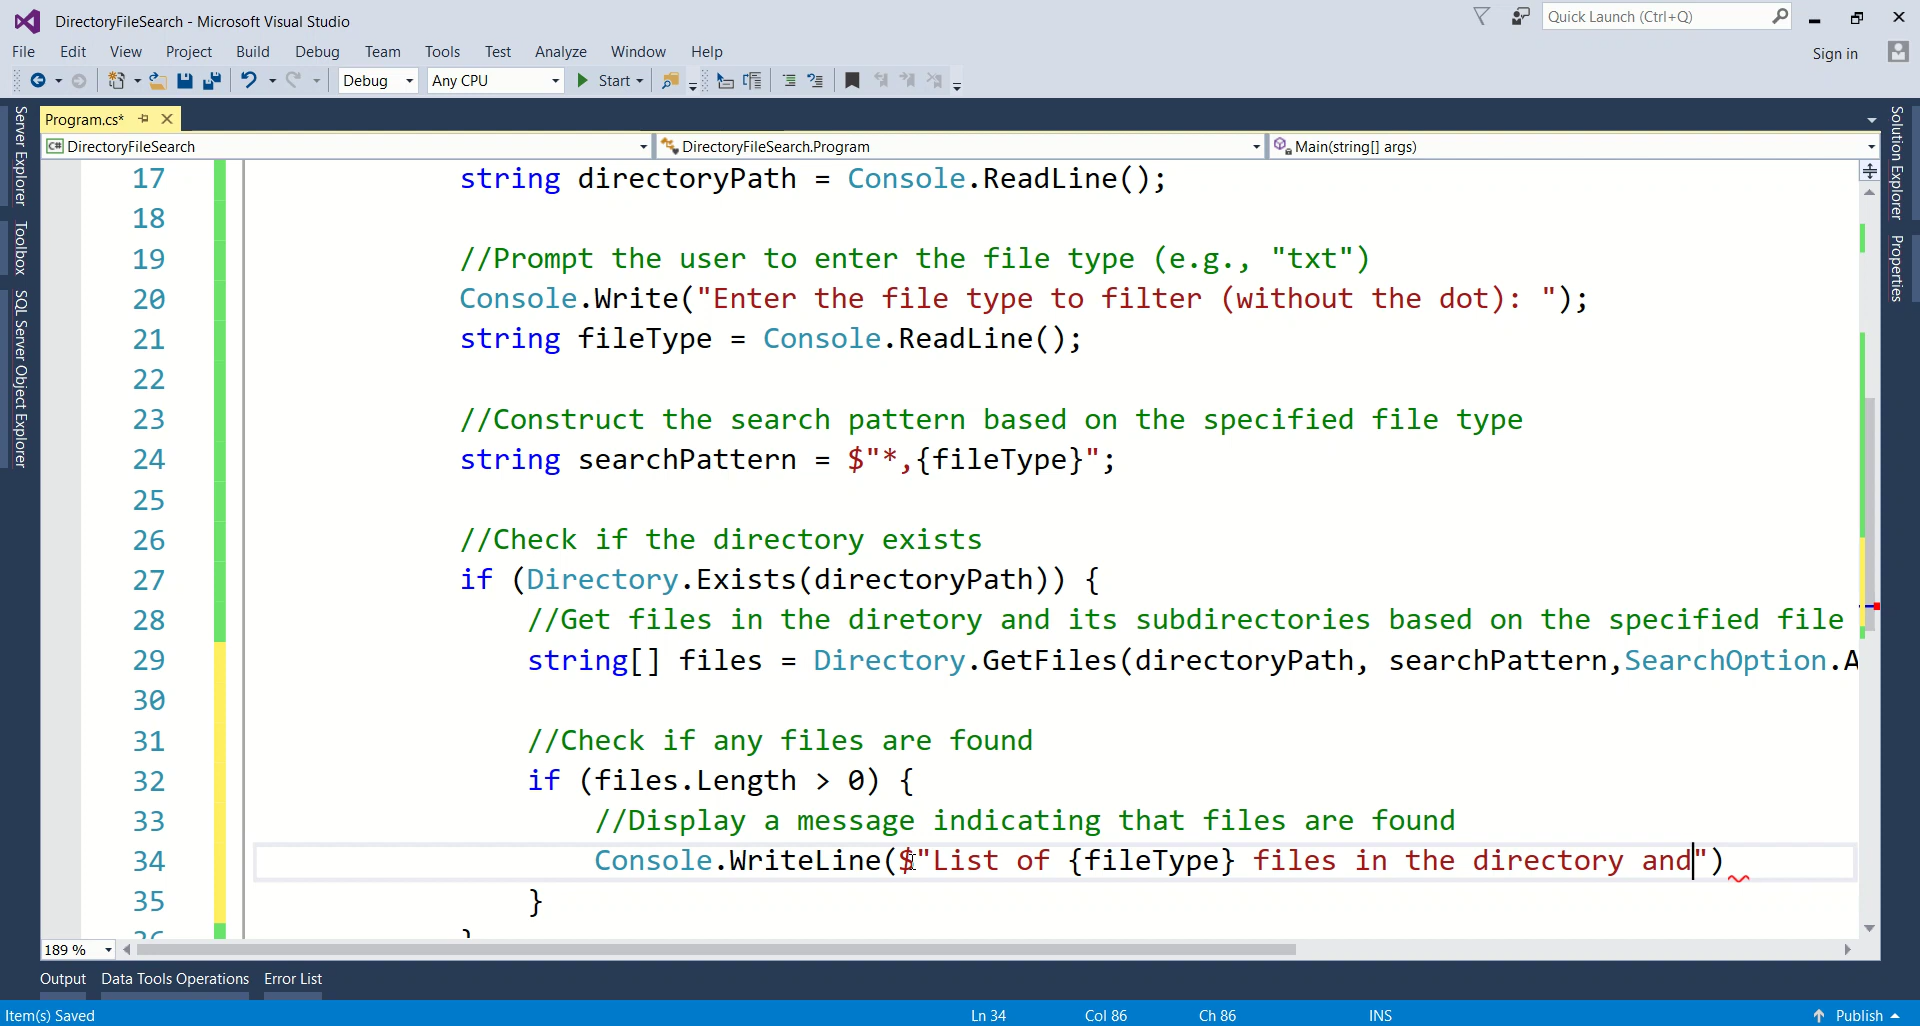 DirectoryFileSearch - Microsoft Visual Studio
Quick Launch (Ctrl+Q)
File Edit View Project Build Debug Team Tools Test Analyze Window Help
Sign in
Debug Any CPU Start
Program.cs*
DirectoryFileSearch DirectoryFileSearch.Program Main(string[] args)
Server Explorer
Toolbox
SQL Server Object Explorer
Solution Explorer
Properties
17 string directoryPath = Console.ReadLine();
18
19 //Prompt the user to enter the file type (e.g., "txt")
20 Console.Write("Enter the file type to filter (without the dot): ");
21 string fileType = Console.ReadLine();
22
23 //Construct the search pattern based on the specified file type
24 string searchPattern = $"*,{fileType}";
25
26 //Check if the directory exists
27 if (Directory.Exists(directoryPath)) {
28 //Get files in the diretory and its subdirectories based on the specified file
29 string[] files = Directory.GetFiles(directoryPath, searchPattern,SearchOption.A
30
31 //Check if any files are found
32 if (files.Length > 0) {
33 //Display a message indicating that files are found
34 Console.WriteLine($"List of {fileType} files in the directory and")
35 }
189 %
Output Data Tools Operations Error List
Item(s) Saved Ln 34 Col 86 Ch 86 INS Publish